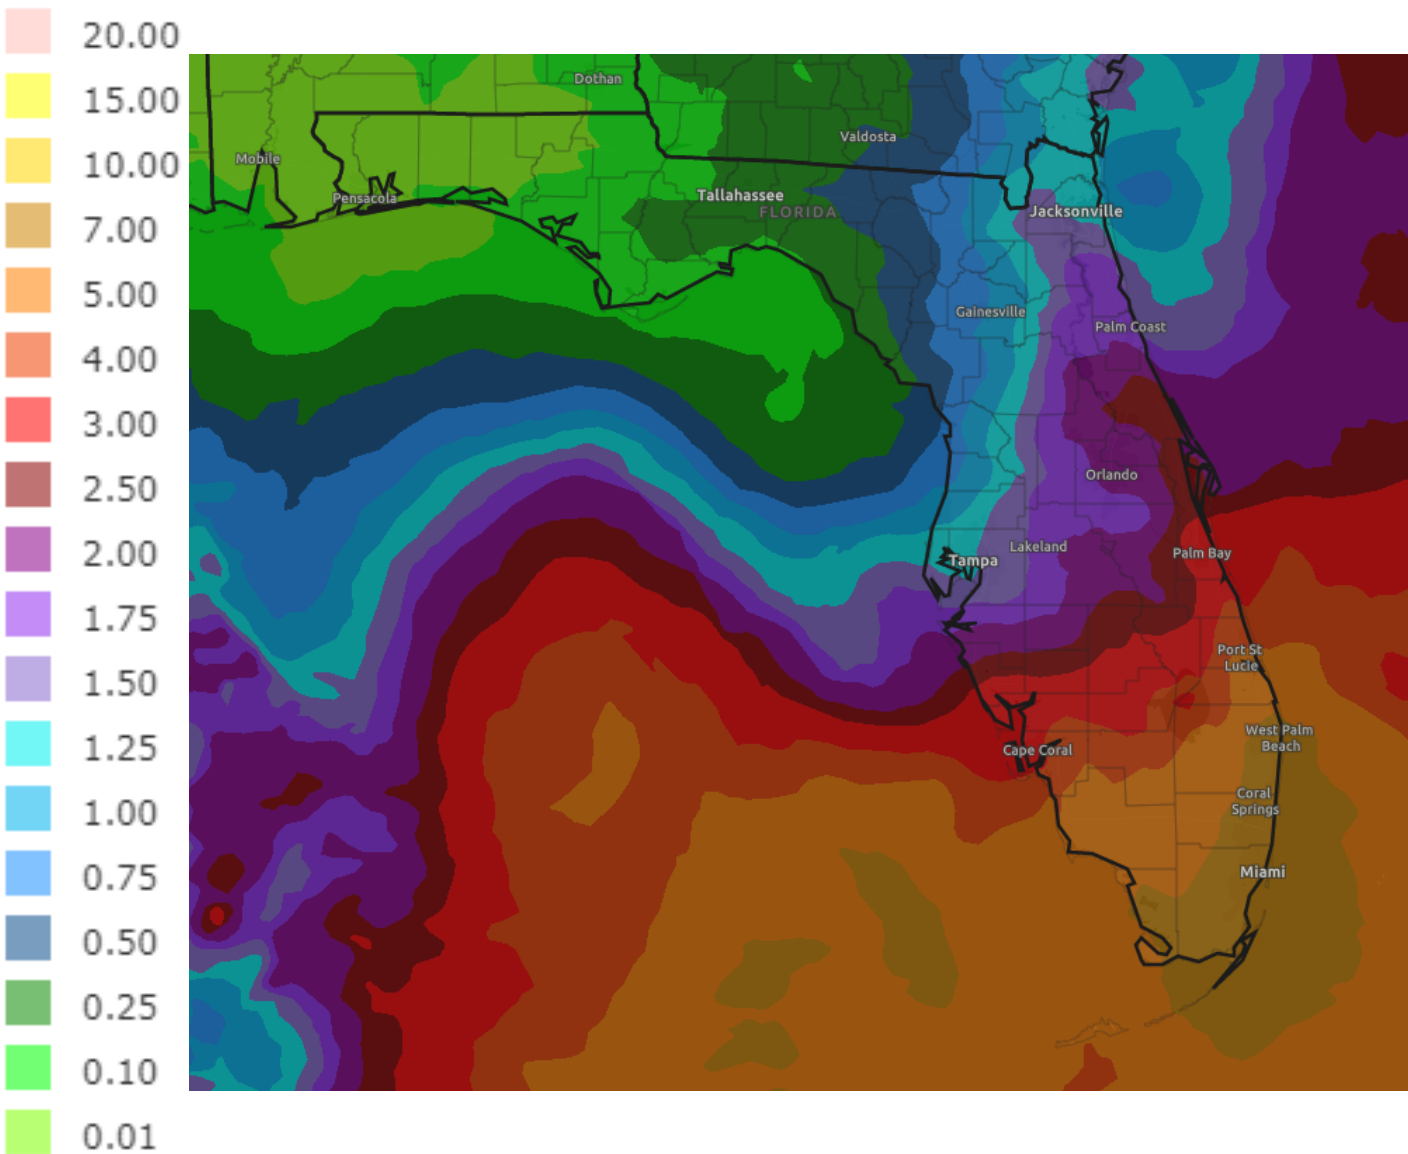 20.00
15.00
10.00
7.00
5.00
4.00
3.00
2.50
2.00
1.75
1.50
1.25
1.00
0.75
0.50
0.25
0.10
0.01
Dothan
Valdosta
Mobile
Pensacola
Tallahassee
FLORIDA
Jacksonville
Gainesville
Palm Coast
Orlando
Lakeland
Tampa
Palm Bay
Port St
Lucie
West Palm
Beach
Cape Coral
Coral
Springs
Miami